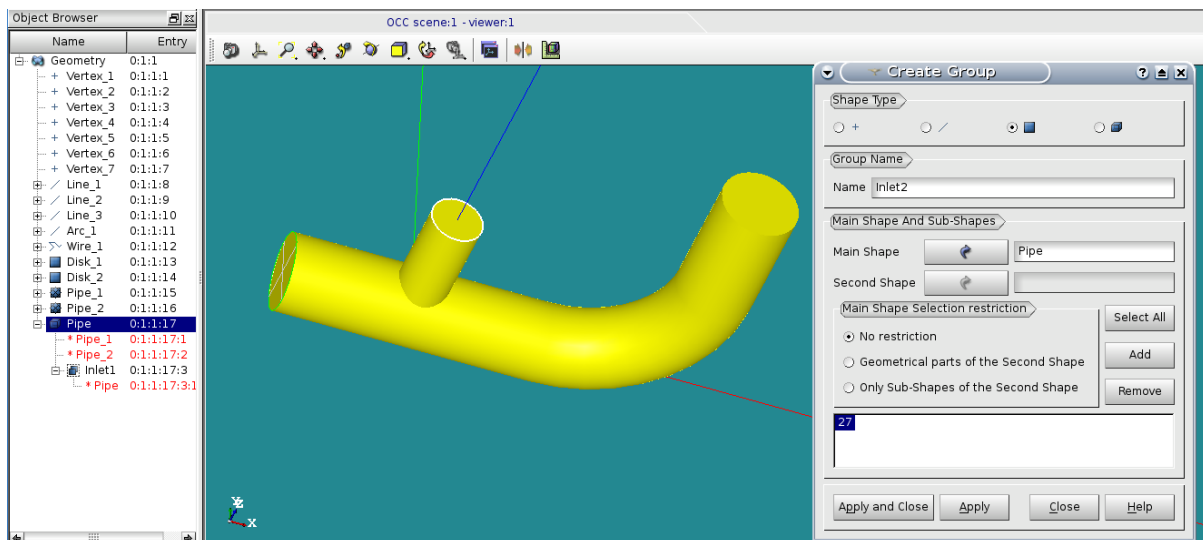 Object Browser
Name Entry
Geometry 0:1:1
Vertex_1 0:1:1:1
Vertex_2 0:1:1:2
Vertex_3 0:1:1:3
Vertex_4 0:1:1:4
Vertex_5 0:1:1:5
Vertex_6 0:1:1:6
Vertex_7 0:1:1:7
Line_1 0:1:1:8
Line_2 0:1:1:9
Line_3 0:1:1:10
Arc_1 0:1:1:11
Wire_1 0:1:1:12
Disk_1 0:1:1:13
Disk_2 0:1:1:14
Pipe_1 0:1:1:15
Pipe_2 0:1:1:16
Pipe 0:1:1:17
* Pipe_1 0:1:1:17:1
* Pipe_2 0:1:1:17:2
Inlet1 0:1:1:17:3
* Pipe 0:1:1:17:3:1
OCC scene:1 - viewer:1
X
Create Group
Shape Type
Group Name
Name Inlet2
Main Shape And Sub-Shapes
Main Shape Pipe
Second Shape
Main Shape Selection restriction
No restriction
Geometrical parts of the Second Shape
Only Sub-Shapes of the Second Shape
Select All
Add
Remove
27
Apply and Close Apply Close Help